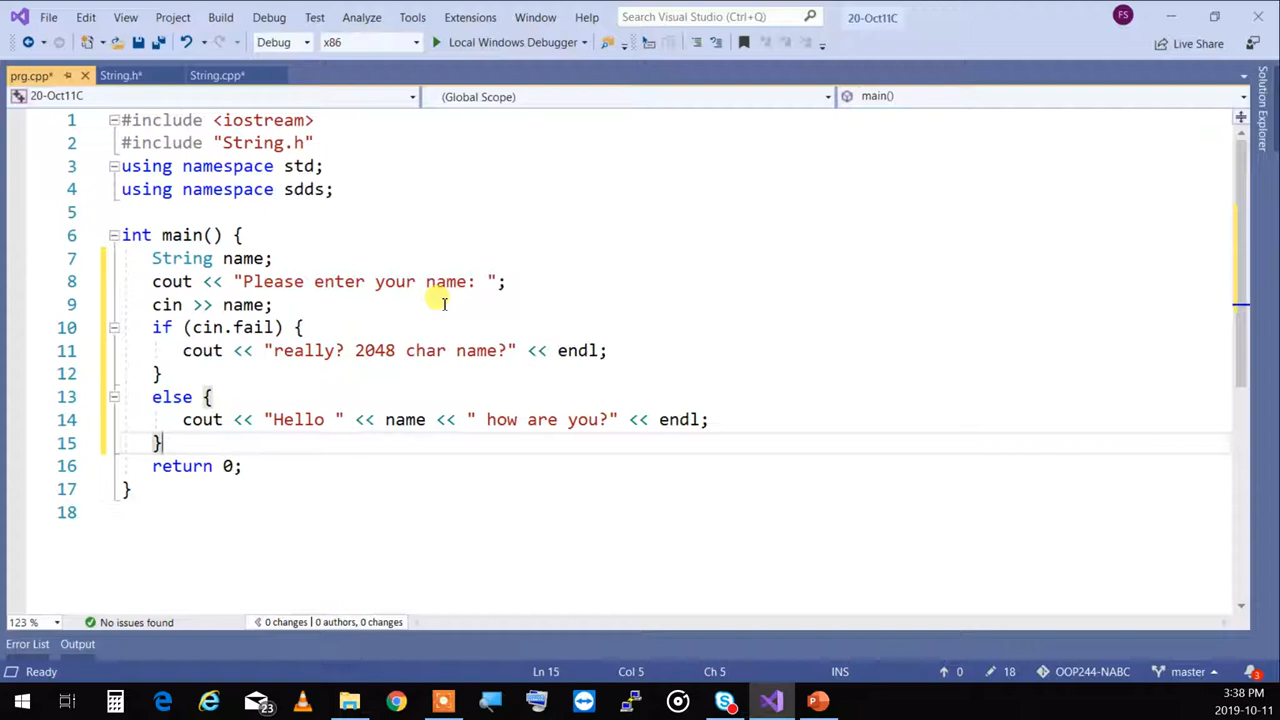 File Edit View Project Build Debug Test Analyze Tools Extensions Window Help Search Visual Studio (Ctrl+Q) 20-Oct11C FS
Debug x86 Local Windows Debugger Live Share
prg.cpp* String.h* String.cpp*
20-Oct11C (Global Scope) main()
Solution Explorer
1 #include <iostream>
2 #include "String.h"
3 using namespace std;
4 using namespace sdds;
5
6 int main() {
7 String name;
8 cout << "Please enter your name: ";
9 cin >> name;
10 if (cin.fail) {
11 cout << "really? 2048 char name?" << endl;
12 }
13 else {
14 cout << "Hello " << name << " how are you?" << endl;
15 }
16 return 0;
17 }
18
123 % No issues found 0 changes | 0 authors, 0 changes
Error List Output
Ready Ln 15 Col 5 Ch 5 INS 0 18 OOP244-NABC master 3
23 3:38 PM
2019-10-11